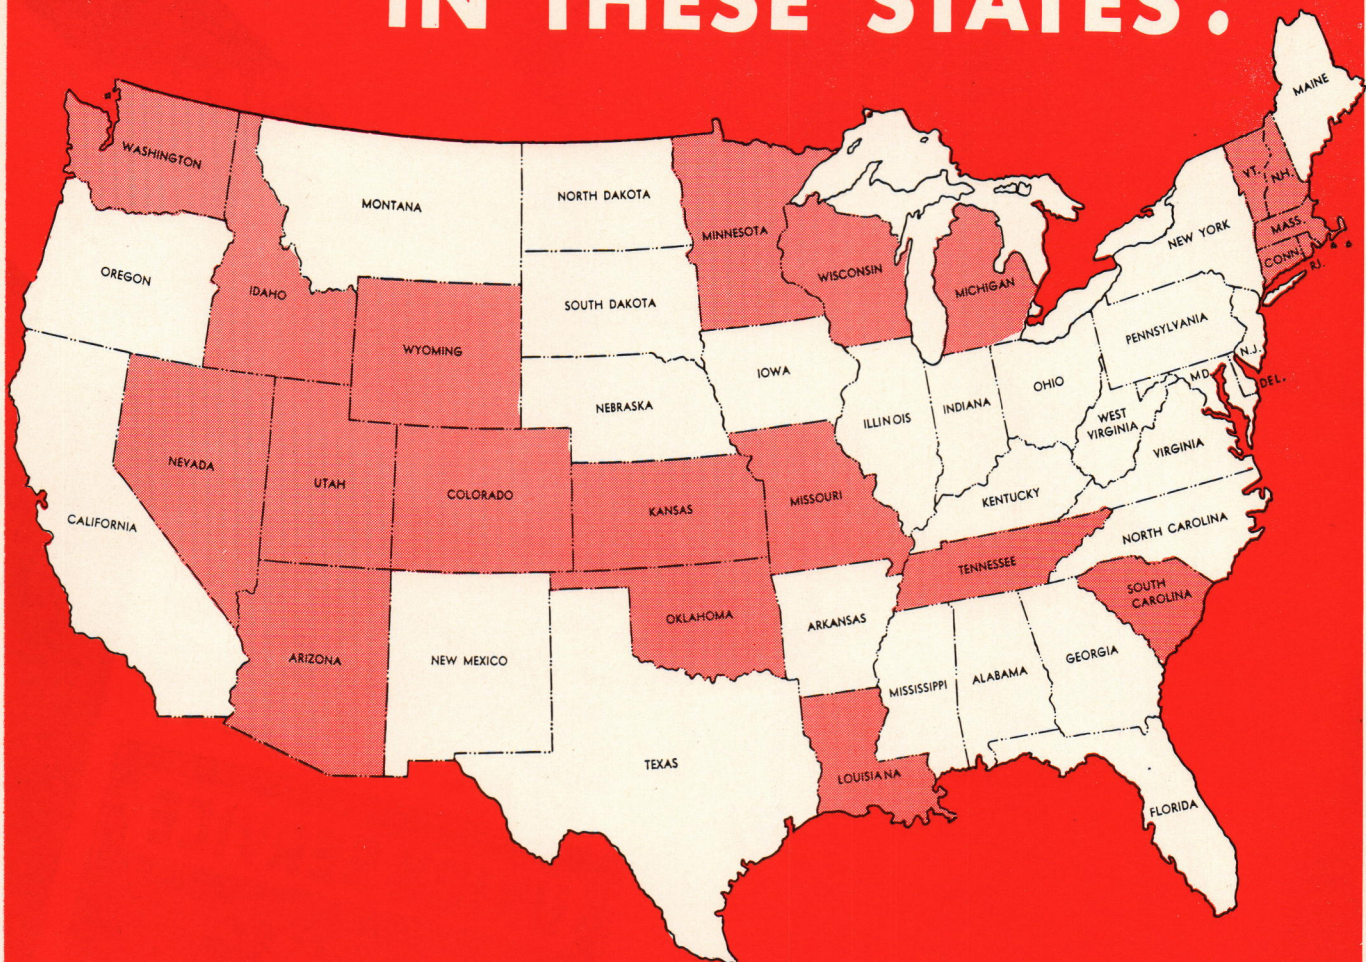 IN THESE STATES.
MAINE
WASHINGTON
MONTANA
NORTH DAKOTA
MINNESOTA
VT.
NH.
NEW YORK
MASS.
CONN.
RI.
OREGON
IDAHO
WISCONSIN
MICHIGAN
SOUTH DAKOTA
WYOMING
PENNSYLVANIA
N.J.
IOWA
OHIO
MD.
DEL.
NEBRASKA
ILLINOIS
INDIANA
WEST
VIRGINIA
VIRGINIA
NEVADA
UTAH
COLORADO
KANSAS
MISSOURI
KENTUCKY
CALIFORNIA
NORTH CAROLINA
TENNESSEE
SOUTH
CAROLINA
ARIZONA
NEW MEXICO
OKLAHOMA
ARKANSAS
GEORGIA
MISSISSIPPI
ALABAMA
TEXAS
LOUISIANA
FLORIDA